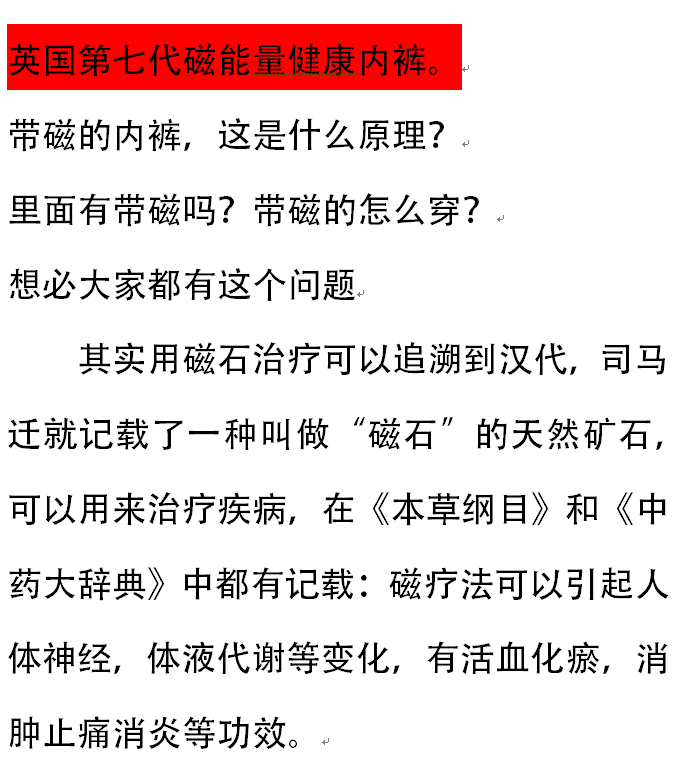 英国第七代磁能量健康内裤。
带磁的内裤，这是什么原理？
里面有带磁吗？带磁的怎么穿？
想必大家都有这个问题
其实用磁石治疗可以追溯到汉代，司马
迁就记载了一种叫做“磁石”的天然矿石，
可以用来治疗疾病，在《本草纲目》和《中
药大辞典》中都有记载：磁疗法可以引起人
体神经，体液代谢等变化，有活血化瘀，消
肿止痛消炎等功效。